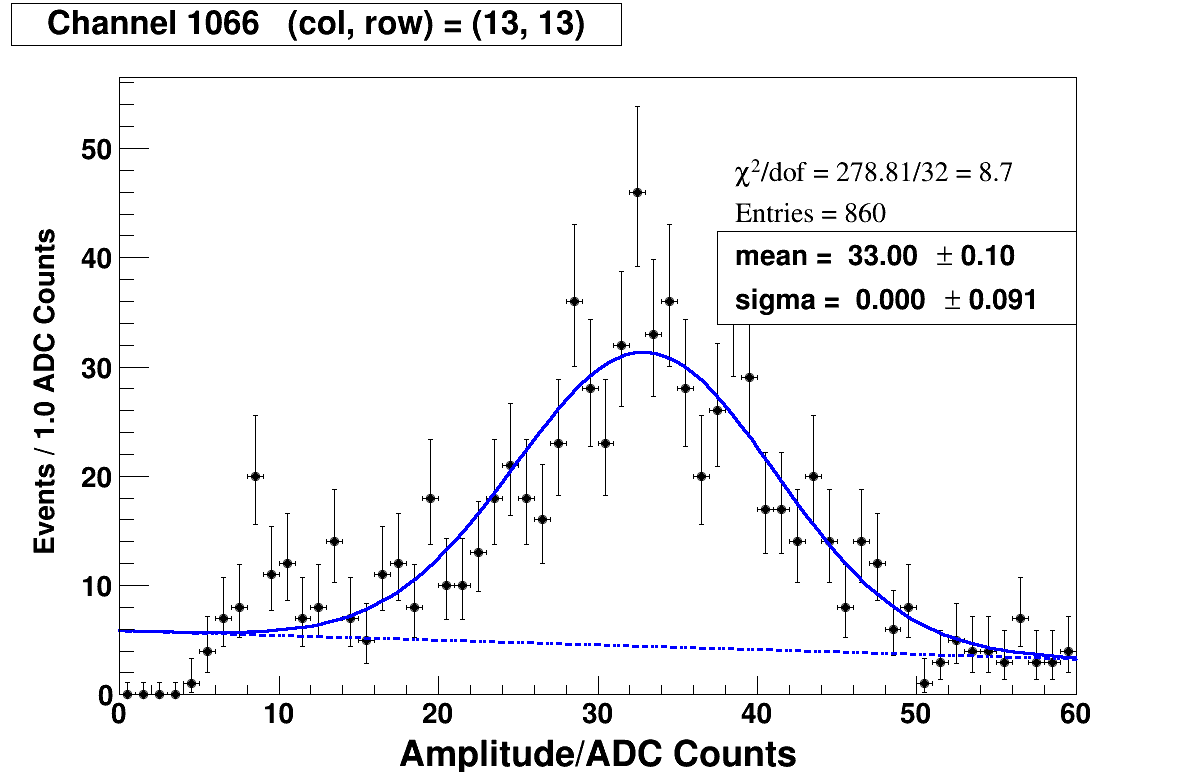 Channel 1066 (col, row) = (13, 13)
χ²/dof = 278.81/32 = 8.7
Entries = 860
mean = 33.00 ± 0.10
sigma = 0.000 ± 0.091
Events / 1.0 ADC Counts
50
40
30
20
10
0
0 10 20 30 40 50 60
Amplitude/ADC Counts